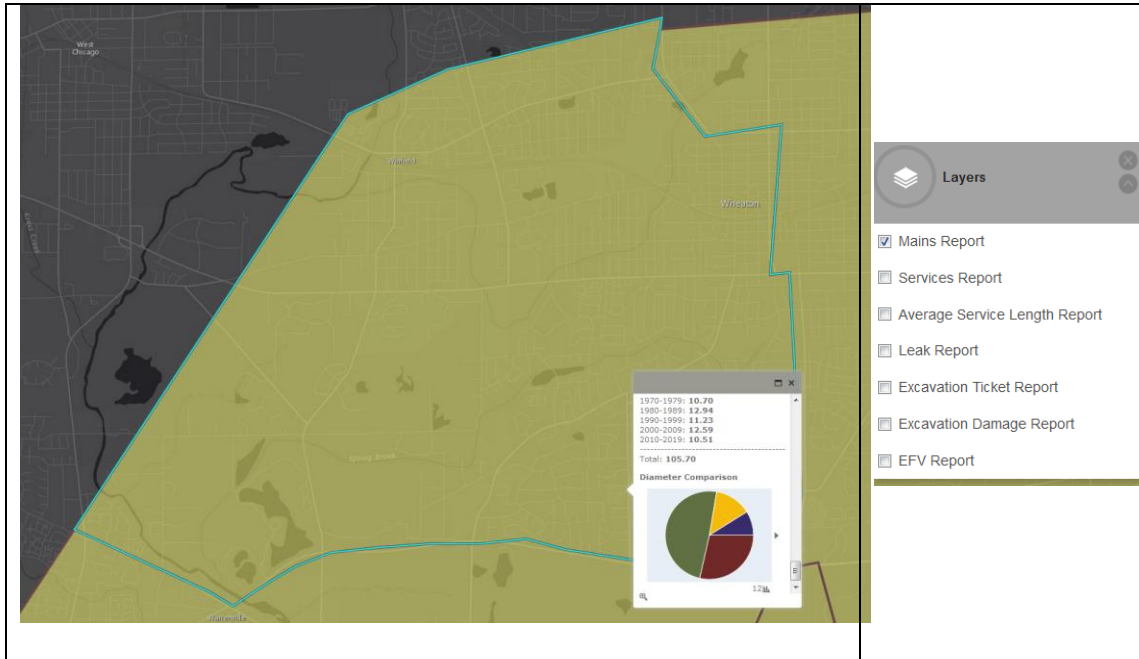 West
Chicago
Winfield
Wheaton
Spring Brook
Warrenville
1970-1979: 10.70
1980-1989: 12.94
1990-1999: 11.23
2000-2009: 12.59
2010-2019: 10.51
Total: 105.70
Diameter Comparison
Layers
Mains Report
Services Report
Average Service Length Report
Leak Report
Excavation Ticket Report
Excavation Damage Report
EFV Report